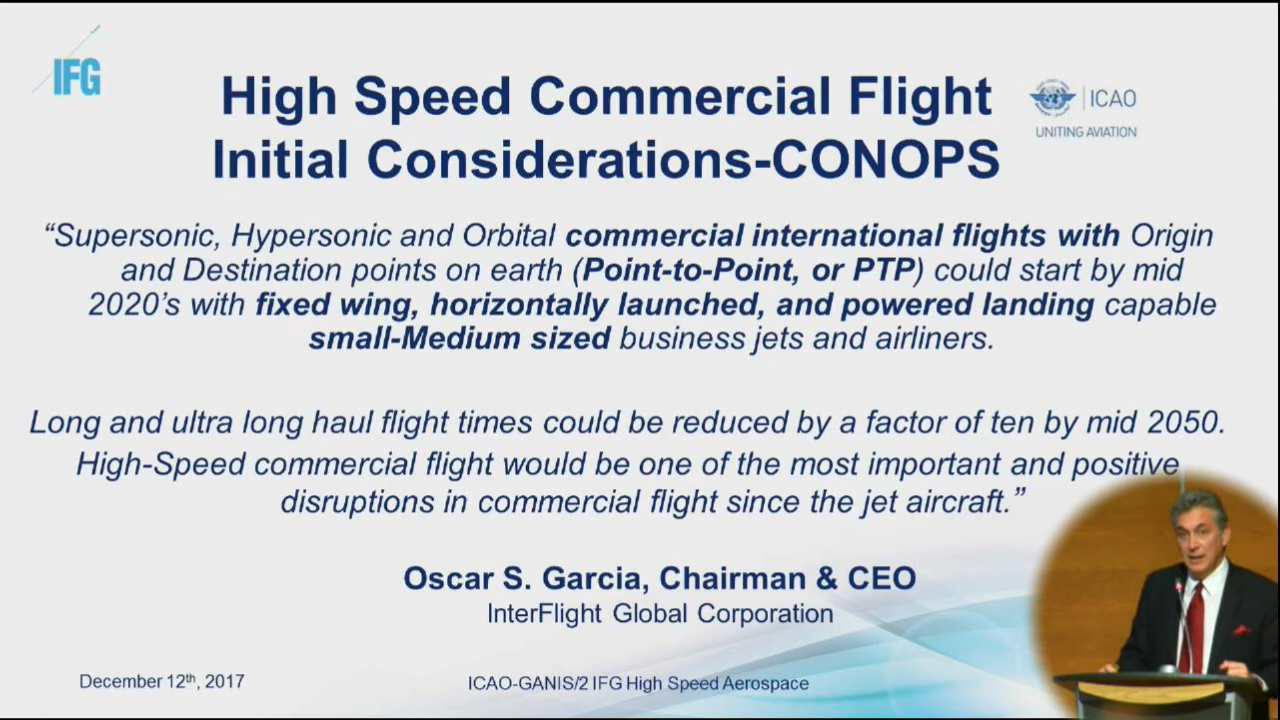 IFG
High Speed Commercial Flight
Initial Considerations-CONOPS
ICAO
UNITING AVIATION
“Supersonic, Hypersonic and Orbital commercial international flights with Origin
and Destination points on earth (Point-to-Point, or PTP) could start by mid
2020’s with fixed wing, horizontally launched, and powered landing capable
small-Medium sized business jets and airliners.
Long and ultra long haul flight times could be reduced by a factor of ten by mid 2050.
High-Speed commercial flight would be one of the most important and positive
disruptions in commercial flight since the jet aircraft.”
Oscar S. Garcia, Chairman & CEO
InterFlight Global Corporation
December 12th, 2017
ICAO-GANIS/2 IFG High Speed Aerospace